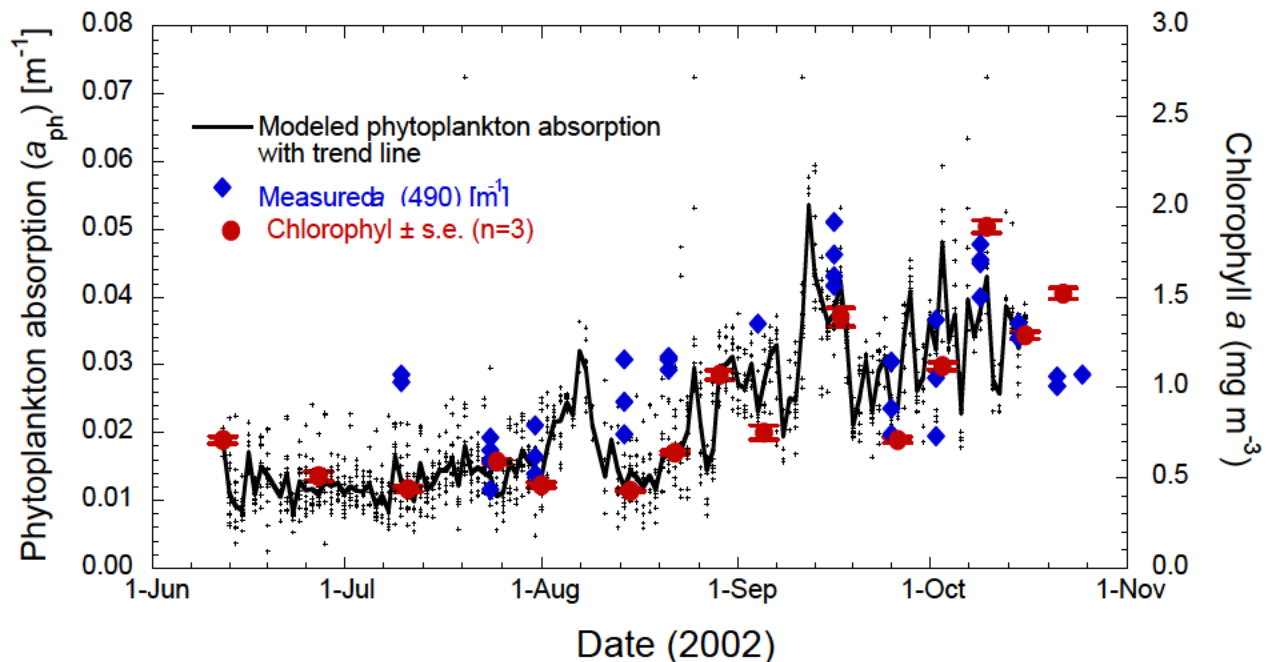 Phytoplankton absorption (aph) [m-1]
0.08
0.07
0.06
0.05
0.04
0.03
0.02
0.01
0.00
Modeled phytoplankton absorption
with trend line
Measured a (490) [m-1]
Chlorophyl ± s.e. (n=3)
3.0
2.5
2.0
1.5
1.0
0.5
0.0
Chlorophyll a (mg m-3)
1-Jun
1-Jul
1-Aug
1-Sep
1-Oct
1-Nov
Date (2002)